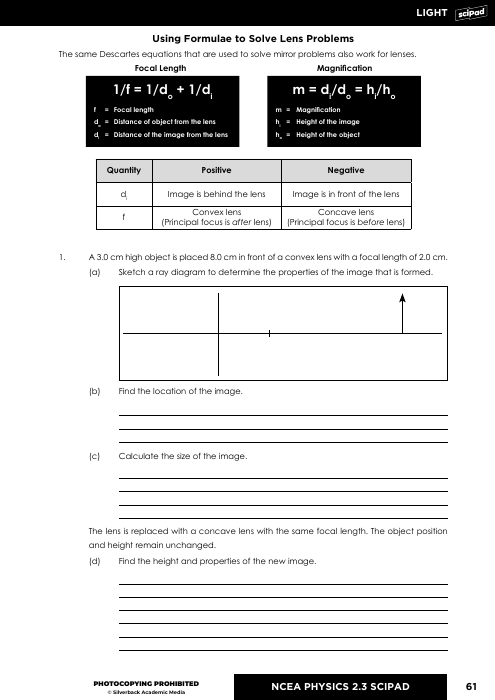 LIGHT scipad
Using Formulae to Solve Lens Problems
The same Descartes equations that are used to solve mirror problems also work for lenses.
Focal Length
1/f = 1/dₒ + 1/dᵢ
f = Focal length
dₒ = Distance of object from the lens
dᵢ = Distance of the image from the lens
Magnification
m = dᵢ/dₒ = hᵢ/hₒ
m = Magnification
hᵢ = Height of the image
hₒ = Height of the object
Quantity Positive Negative
dᵢ Image is behind the lens Image is in front of the lens
f Convex lens (Principal focus is after lens) Concave lens (Principal focus is before lens)
1. A 3.0 cm high object is placed 8.0 cm in front of a convex lens with a focal length of 2.0 cm.
(a) Sketch a ray diagram to determine the properties of the image that is formed.
(b) Find the location of the image.
(c) Calculate the size of the image.
The lens is replaced with a concave lens with the same focal length. The object position
and height remain unchanged.
(d) Find the height and properties of the new image.
PHOTOCOPYING PROHIBITED
© Silverback Academic Media
NCEA PHYSICS 2.3 SCIPAD
61